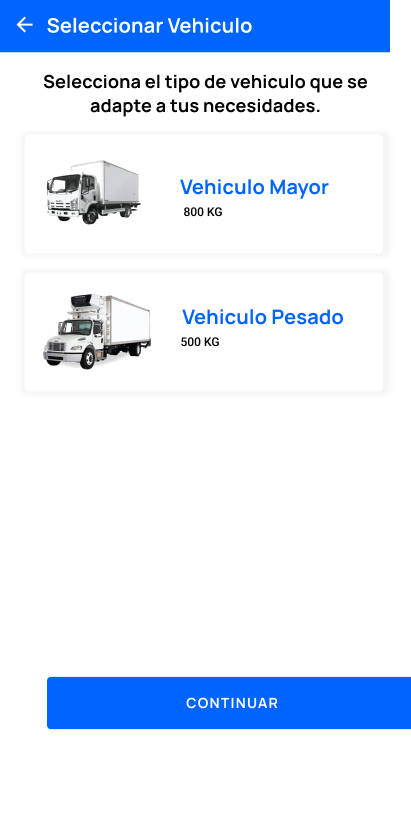 Seleccionar Vehiculo
Selecciona el tipo de vehiculo que se
adapte a tus necesidades.
Vehiculo Mayor
800 KG
Vehiculo Pesado
500 KG
CONTINUAR